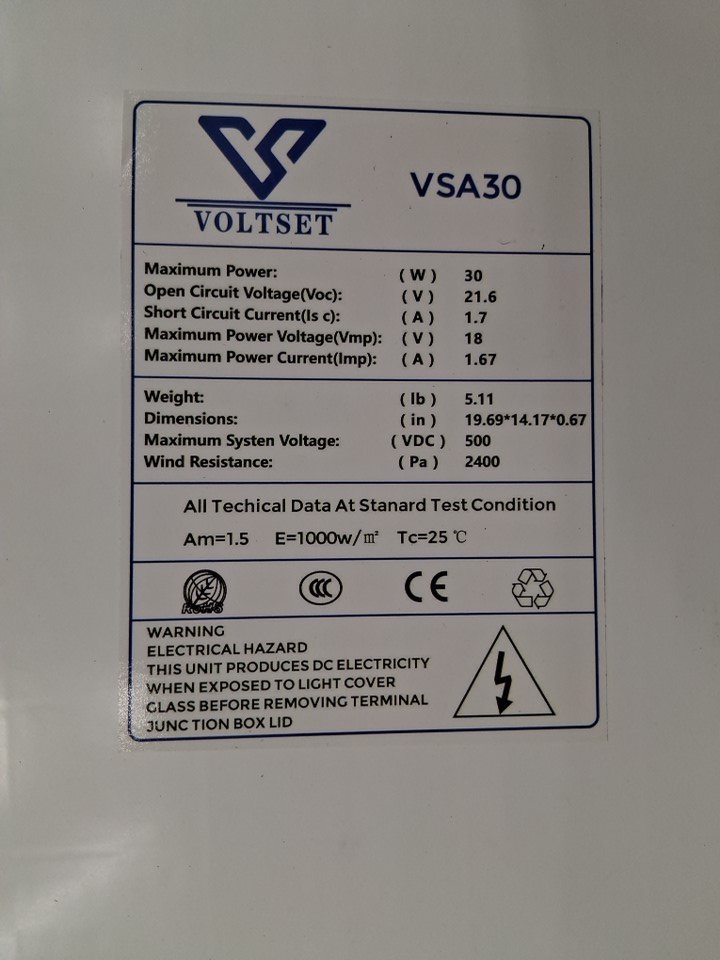 VOLTSET
VSA30
Maximum Power: ( W ) 30
Open Circuit Voltage(Voc): ( V ) 21.6
Short Circuit Current(Is c): ( A ) 1.7
Maximum Power Voltage(Vmp): ( V ) 18
Maximum Power Current(Imp): ( A ) 1.67
Weight: ( lb ) 5.11
Dimensions: ( in ) 19.69*14.17*0.67
Maximum Systen Voltage: ( VDC ) 500
Wind Resistance: ( Pa ) 2400
All Techical Data At Stanard Test Condition
Am=1.5 E=1000w/㎡ Tc=25 ℃
RoHS
CCC
CE
WARNING
ELECTRICAL HAZARD
THIS UNIT PRODUCES DC ELECTRICITY
WHEN EXPOSED TO LIGHT COVER
GLASS BEFORE REMOVING TERMINAL
JUNC TION BOX LID